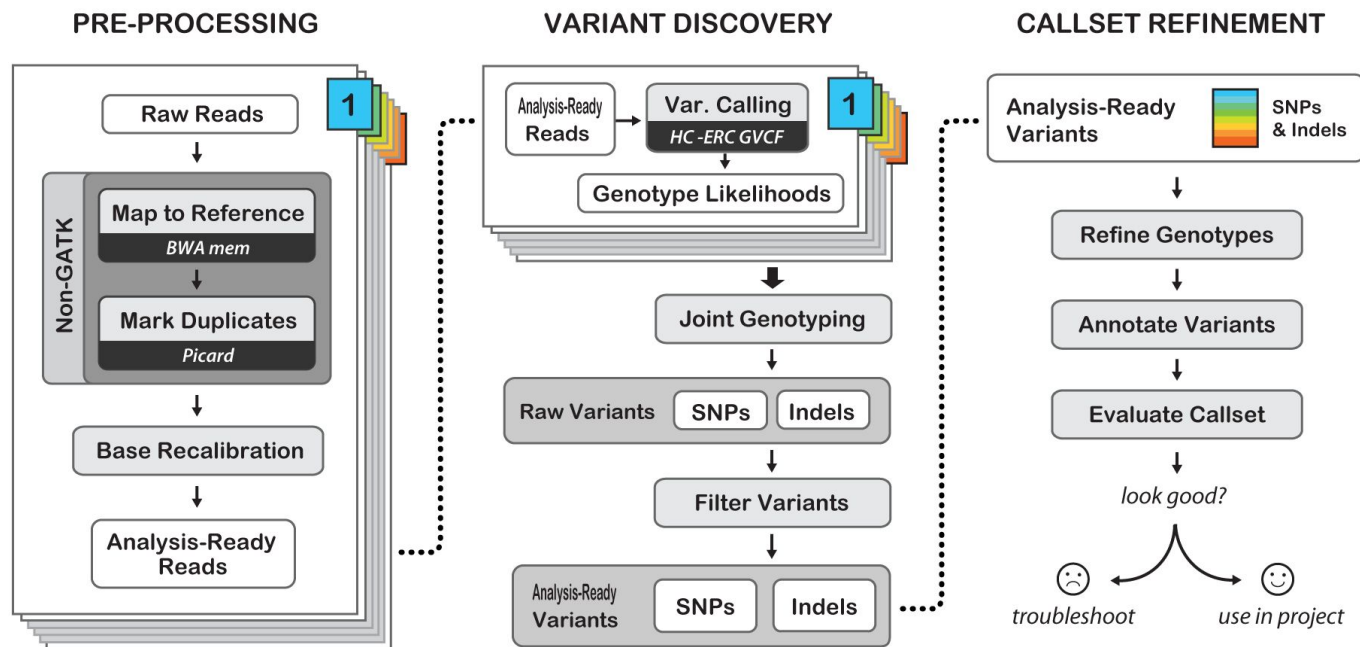 PRE-PROCESSING
1
Raw Reads
Non-GATK
Map to Reference
BWA mem
Mark Duplicates
Picard
Base Recalibration
Analysis-Ready
Reads
VARIANT DISCOVERY
1
Analysis-Ready
Reads
Var. Calling
HC -ERC GVCF
Genotype Likelihoods
Joint Genotyping
Raw Variants
SNPs
Indels
Filter Variants
Analysis-Ready
Variants
SNPs
Indels
CALLSET REFINEMENT
Analysis-Ready
Variants
SNPs
& Indels
Refine Genotypes
Annotate Variants
Evaluate Callset
look good?
troubleshoot
use in project